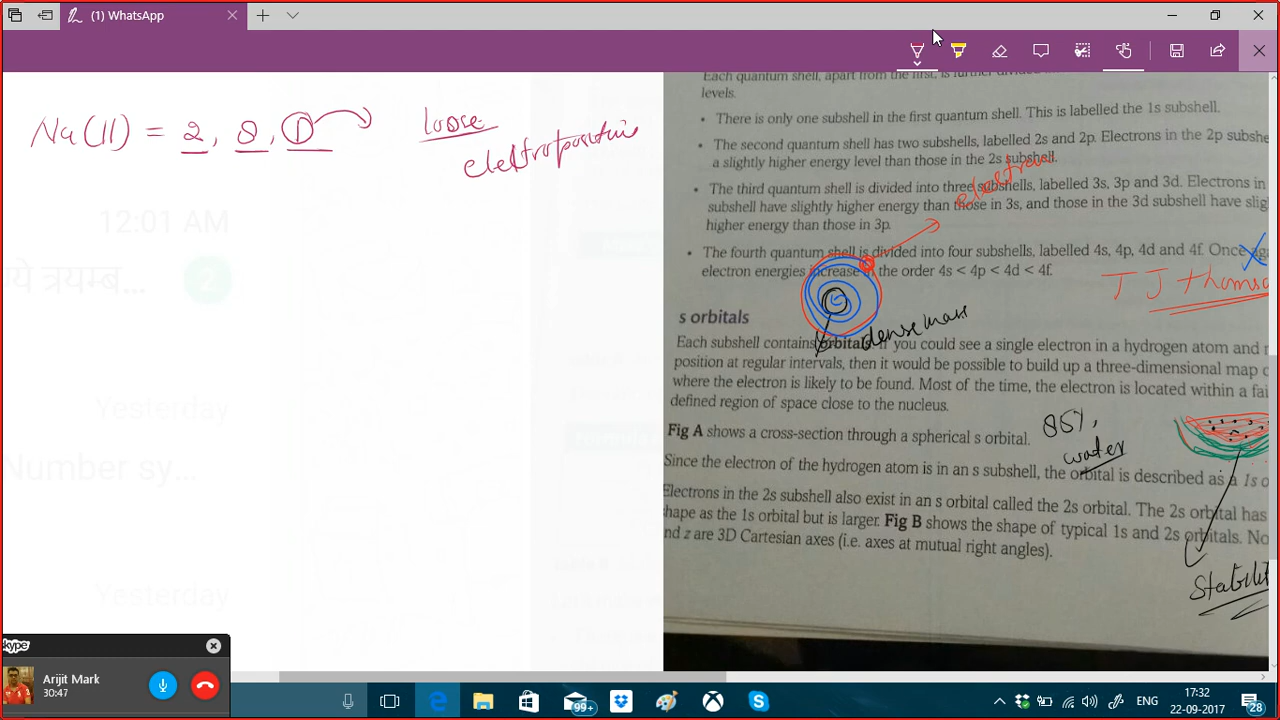 (1) WhatsApp
Na(11) = 2, 8, 1
loose
electropositive
12:01 AM
ग्ये त्रयम्ब...
2
Yesterday
Number sy...
Yesterday
Each quantum shell, apart from the first, is further
levels.
• There is only one subshell in the first quantum shell. This is labelled the 1s subshell.
• The second quantum shell has two subshells, labelled 2s and 2p. Electrons in the 2p subshe
a slightly higher energy level than those in the 2s subshell.
• The third quantum shell is divided into three subshells, labelled 3s, 3p and 3d. Electrons in
subshell have slightly higher energy than those in 3s, and those in the 3d subshell have slig
higher energy than those in 3p.
• The fourth quantum shell is divided into four subshells, labelled 4s, 4p, 4d and 4f. Once aga
electron energies increase in the order 4s < 4p < 4d < 4f.
TJ thomso
dense mass
s orbitals
Each subshell contains orbitals. If you could see a single electron in a hydrogen atom and
position at regular intervals, then it would be possible to build up a three-dimensional map
where the electron is likely to be found. Most of the time, the electron is located within a fai
defined region of space close to the nucleus.
85%
water
Fig A shows a cross-section through a spherical s orbital.
Since the electron of the hydrogen atom is in an s subshell, the orbital is described as a 1s o
Electrons in the 2s subshell also exist in an s orbital called the 2s orbital. The 2s orbital has
shape as the 1s orbital but is larger. Fig B shows the shape of typical 1s and 2s orbitals. No
nd z are 3D Cartesian axes (i.e. axes at mutual right angles).
Stabilit
skype
Arijit Mark
30:47
99+
ENG
17:32
22-09-2017
28